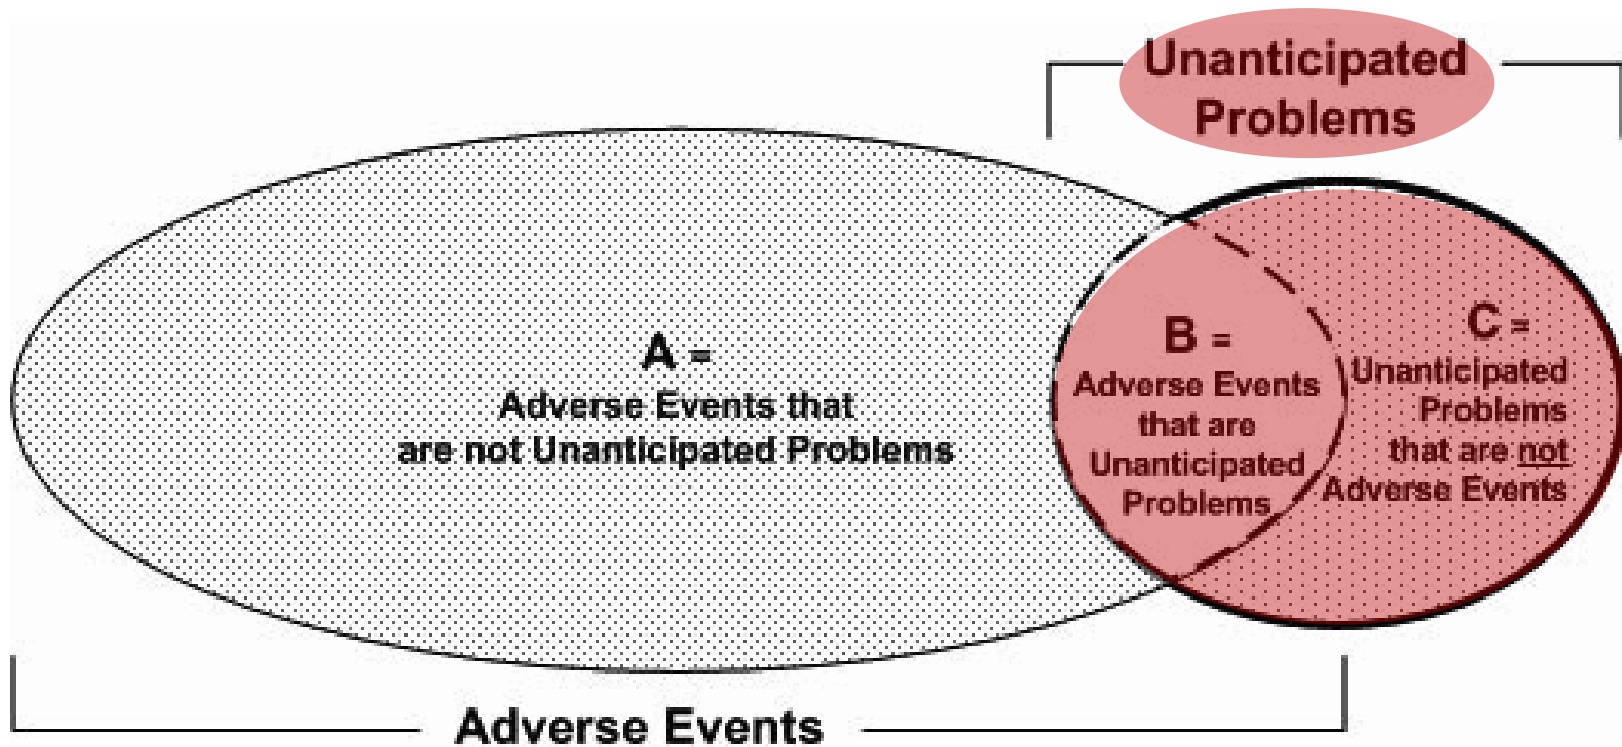 Unanticipated
Problems
A =
Adverse Events that
are not Unanticipated Problems
B =
Adverse Events
that are
Unanticipated
Problems
C =
Unanticipated
Problems
that are not
Adverse Events
Adverse Events